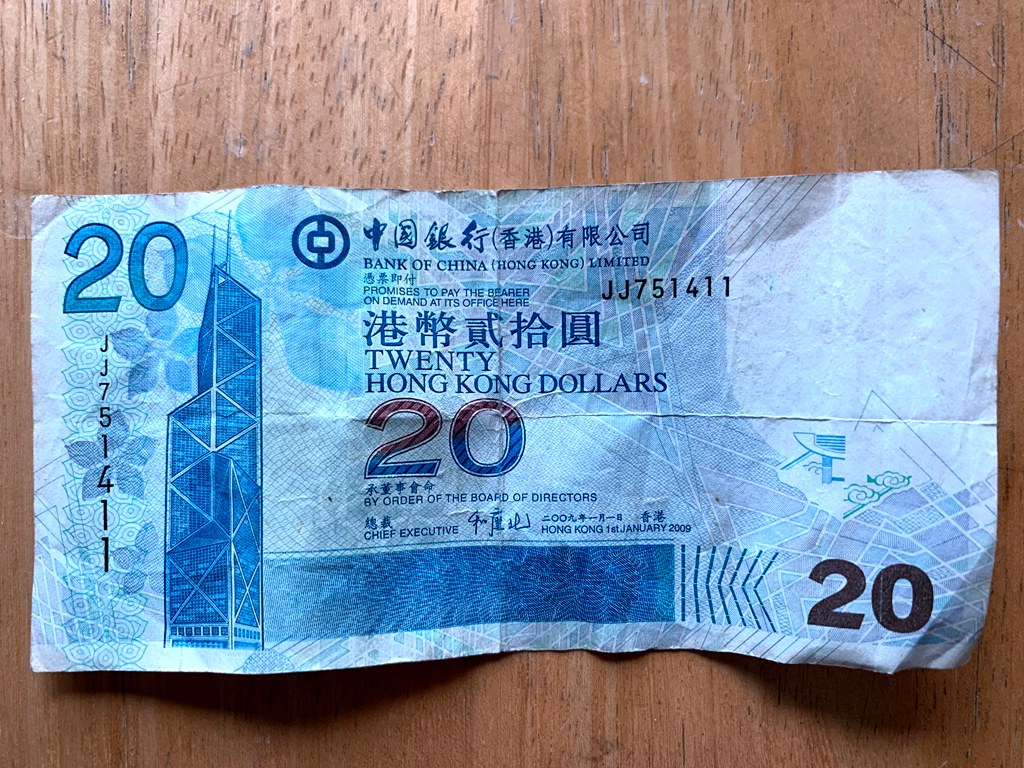 20
中國銀行(香港)有限公司
BANK OF CHINA (HONG KONG) LIMITED
憑票即付
PROMISES TO PAY THE BEARER
ON DEMAND AT ITS OFFICE HERE
JJ751411
港幣貳拾圓
TWENTY
HONG KONG DOLLARS
JJ751411
20
承董事會命
BY ORDER OF THE BOARD OF DIRECTORS
總裁
CHIEF EXECUTIVE
二〇〇九年一月一日 香港
HONG KONG 1st JANUARY 2009
20